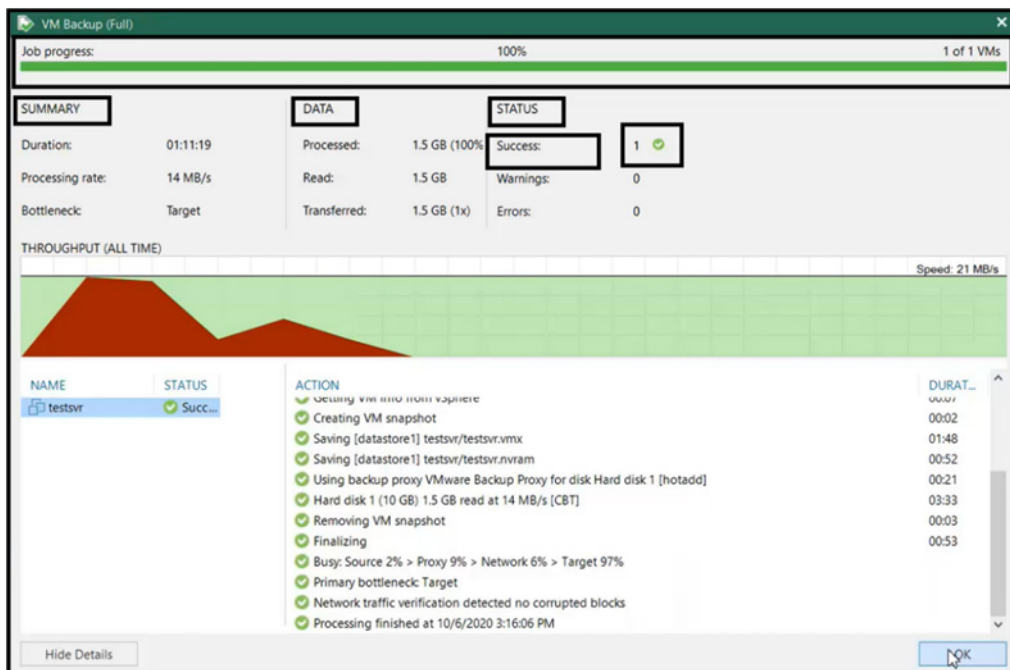 VM Backup (Full)
Job progress: 100% 1 of 1 VMs
SUMMARY DATA STATUS
Duration: 01:11:19 Processed: 1.5 GB (100% Success: 1
Processing rate: 14 MB/s Read: 1.5 GB Warnings: 0
Bottleneck: Target Transferred: 1.5 GB (1x) Errors: 0
THROUGHPUT (ALL TIME)
Speed: 21 MB/s
NAME STATUS ACTION DURAT...
testsvr Succ... Getting VM info from vSphere 00:07
Creating VM snapshot 00:02
Saving [datastore1] testsvr/testsvr.vmx 01:48
Saving [datastore1] testsvr/testsvr.nvram 00:52
Using backup proxy VMware Backup Proxy for disk Hard disk 1 [hotadd] 00:21
Hard disk 1 (10 GB) 1.5 GB read at 14 MB/s [CBT] 03:33
Removing VM snapshot 00:03
Finalizing 00:53
Busy: Source 2% > Proxy 9% > Network 6% > Target 97%
Primary bottleneck: Target
Network traffic verification detected no corrupted blocks
Processing finished at 10/6/2020 3:16:06 PM
Hide Details OK